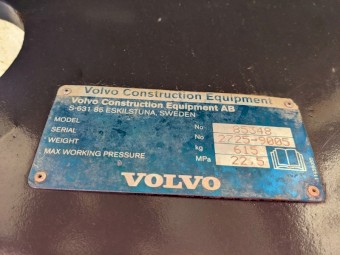 Volvo Construction Equipment
Volvo Construction Equipment AB
S-631 85 ESKILSTUNA, SWEDEN
MODEL No 85348
SERIAL No
WEIGHT kg 615
MAX WORKING PRESSURE MPa 22.5
VOLVO